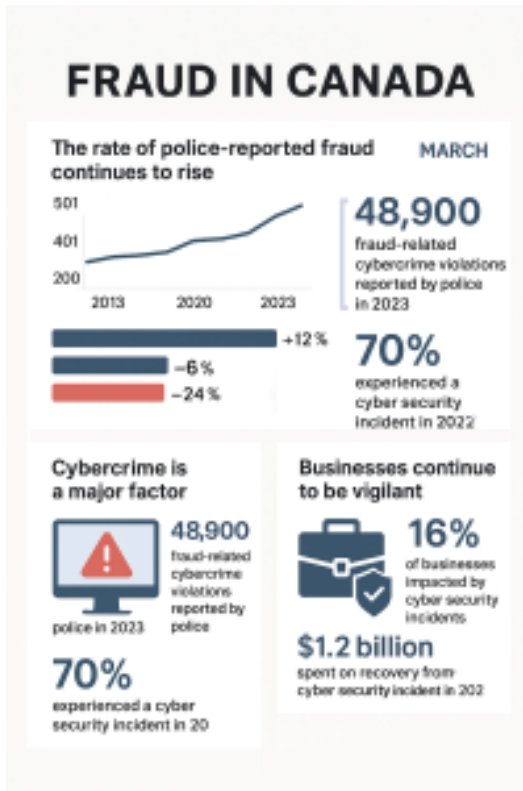 FRAUD IN CANADA
The rate of police-reported fraud
continues to rise
MARCH
501
401
200
2013
2020
2023
+12%
−6%
−24%
48,900
fraud-related
cybercrime violations
reported by police
in 2023
70%
experienced a
cyber security
incident in 2022
Cybercrime is
a major factor
48,900
fraud-related
cybercrime
violations
reported by
police
police in 2023
70%
experienced a cyber
security incident in 20
Businesses continue
to be vigilant
16%
of businesses
impacted by
cyber security
incidents
$1.2 billion
spent on recovery from
cyber security incident in 202